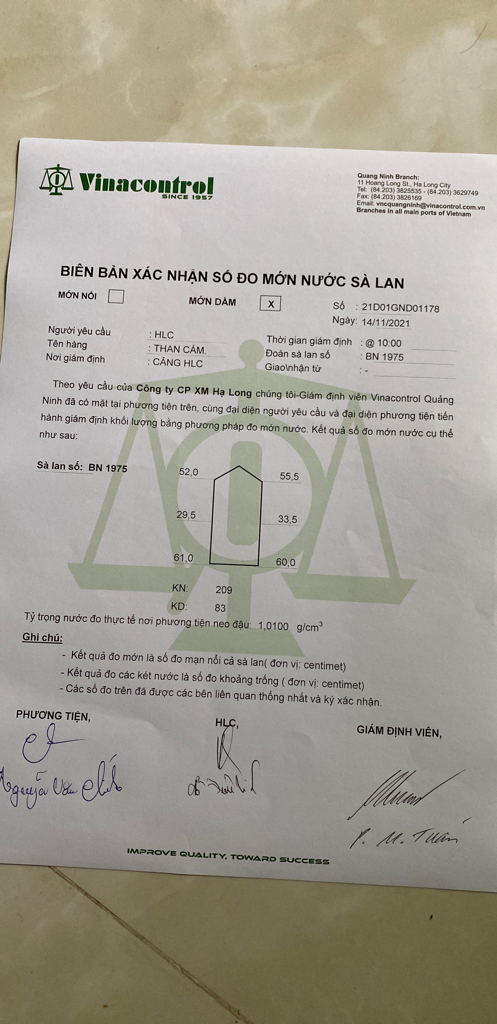 Vinacontrol
SINCE 1957
Quang Ninh Branch:
11 Hoang Long St., Ha Long City
Tel: (84.203) 3825535 - (84.203) 3629749
Fax: (84.203) 3826169
Email: vncquangninh@vinacontrol.com.vn
Branches in all main ports of Vietnam
BIÊN BẢN XÁC NHẬN SỐ ĐO MỚN NƯỚC SÀ LAN
MỚN NỔI MỚN DẦM X
Số : 21D01GND01178
Ngày: 14/11/2021
Người yêu cầu : HLC Thời gian giám định : @ 10:00
Tên hàng : THAN CÁM. Đoàn sà lan số : BN 1975
Nơi giám định : CẢNG HLC Giao\nhận từ : -
Theo yêu cầu của Công ty CP XM Hạ Long chúng tôi-Giám định viên Vinacontrol Quảng
Ninh đã có mặt tại phương tiện trên, cùng đại diện người yêu cầu và đại diện phương tiện tiến
hành giám định khối lượng bằng phương pháp đo mớn nước. Kết quả số đo mớn nước cụ thể
như sau:
Sà lan số: BN 1975 52,0 55,5
29,5 33,5
61,0 60,0
KN: 209
KD: 83
Tỷ trọng nước đo thực tế nơi phương tiện neo đậu: 1,0100 g/cm³
Ghi chú:
- Kết quả đo mớn là số đo mạn nổi cả sà lan( đơn vị: centimet)
- Kết quả đo các két nước là số đo khoảng trống ( đơn vị: centimet)
- Các số đo trên đã được các bên liên quan thống nhất và ký xác nhận.
PHƯƠNG TIỆN, HLC, GIÁM ĐỊNH VIÊN,
Nguyễn Văn
P. M. Tuấn
IMPROVE QUALITY, TOWARD SUCCESS